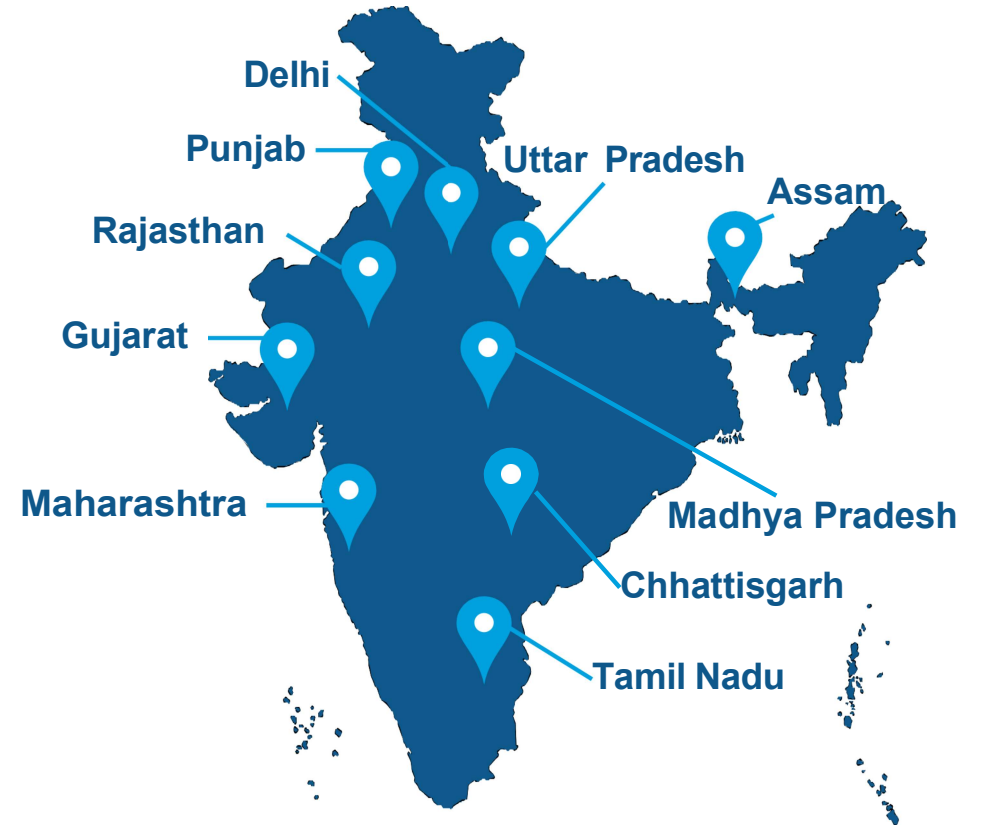 Delhi
Punjab
Uttar Pradesh
Assam
Rajasthan
Gujarat
Maharashtra
Madhya Pradesh
Chhattisgarh
Tamil Nadu